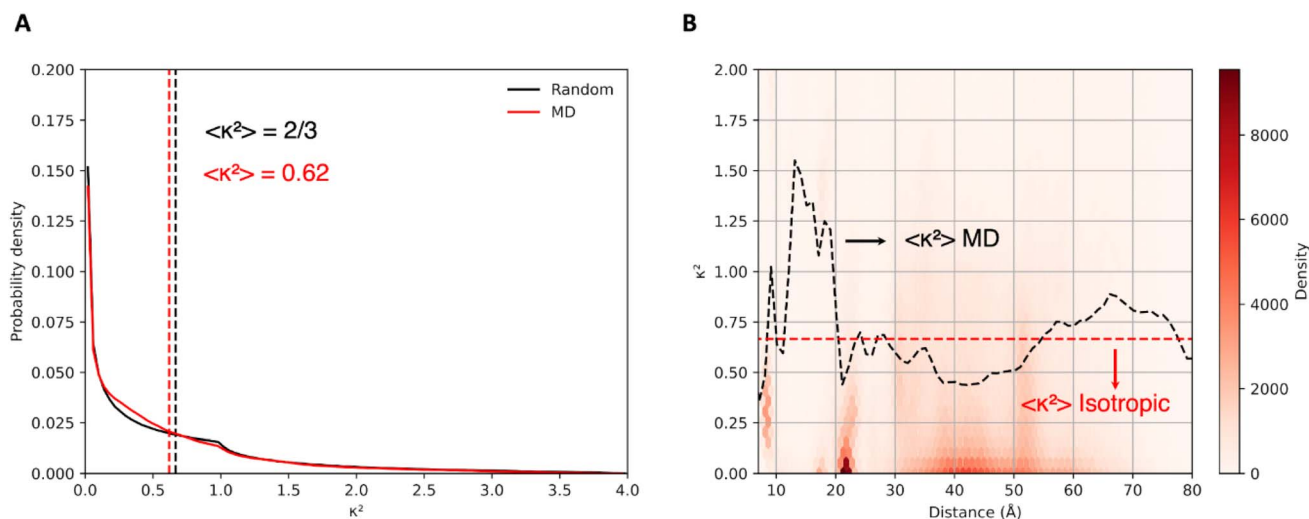 A
0.200
0.175
0.150
0.125
0.100
0.075
0.050
0.025
0.000
Probability density
0.0 0.5 1.0 1.5 2.0 2.5 3.0 3.5 4.0
κ²
Random
MD
<κ²> = 2/3
<κ²> = 0.62
B
2.00
1.75
1.50
1.25
1.00
0.75
0.50
0.25
0.00
κ²
10 20 30 40 50 60 70 80
Distance (Å)
<κ²> MD
<κ²> Isotropic
8000
6000
4000
2000
0
Density